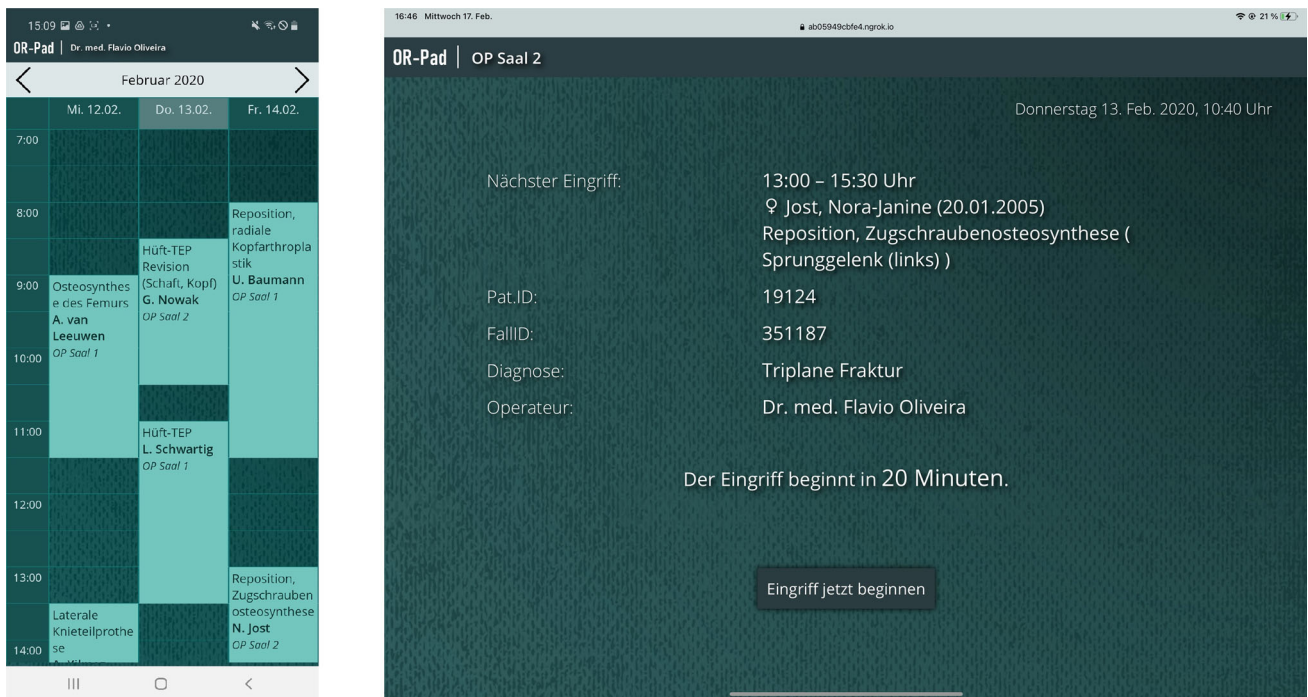 15:09
OR-Pad | Dr. med. Flavio Oliveira
Februar 2020
Mi. 12.02.
Do. 13.02.
Fr. 14.02.
7:00
8:00
9:00
10:00
11:00
12:00
13:00
14:00
Osteosynthes
e des Femurs
A. van
Leeuwen
OP Saal 1
Laterale
Knieteilprothe
se
Hüft-TEP
Revision
(Schaft, Kopf)
G. Nowak
OP Saal 2
Hüft-TEP
L. Schwartig
OP Saal 1
Reposition,
radiale
Kopfarthropla
stik
U. Baumann
OP Saal 1
Reposition,
Zugschrauben
osteosynthese
N. Jost
OP Saal 2
16:46 Mittwoch 17. Feb.
ab05949cbfe4.ngrok.io
21 %
OR-Pad | OP Saal 2
Donnerstag 13. Feb. 2020, 10:40 Uhr
Nächster Eingriff: 13:00 – 15:30 Uhr
♀ Jost, Nora-Janine (20.01.2005)
Reposition, Zugschraubenosteosynthese (
Sprunggelenk (links) )
Pat.ID: 19124
FallID: 351187
Diagnose: Triplane Fraktur
Operateur: Dr. med. Flavio Oliveira
Der Eingriff beginnt in 20 Minuten.
Eingriff jetzt beginnen